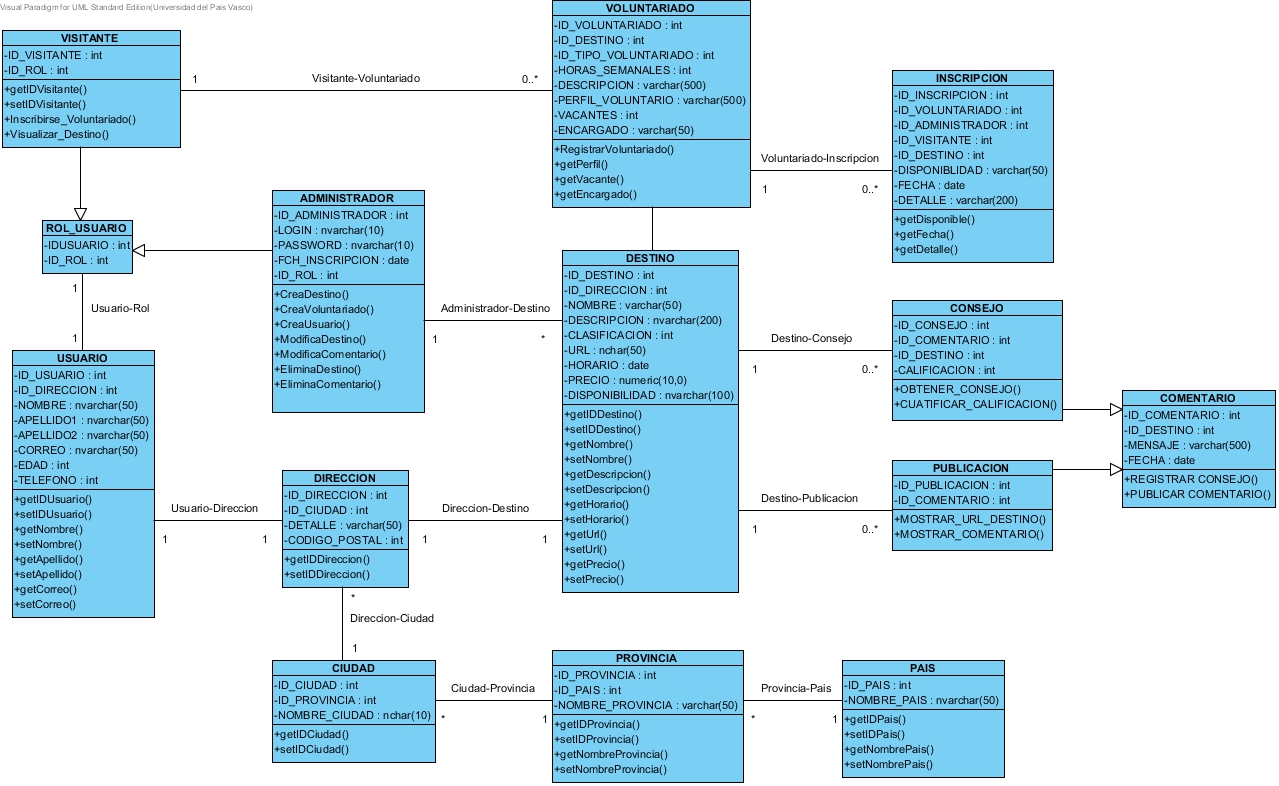 Visual Paradigm for UML Standard Edition(Universidad del Pais Vasco)
VISITANTE
-ID_VISITANTE : int
-ID_ROL : int
+getIDVisitante()
+setIDVisitante()
+Inscribirse_Voluntariado()
+Visualizar_Destino()
1
Visitante-Voluntariado
0..*
VOLUNTARIADO
-ID_VOLUNTARIADO : int
-ID_DESTINO : int
-ID_TIPO_VOLUNTARIADO : int
-HORAS_SEMANALES : int
-DESCRIPCION : varchar(500)
-PERFIL_VOLUNTARIO : varchar(500)
-VACANTES : int
-ENCARGADO : varchar(50)
+RegistrarVoluntariado()
+getPerfil()
+getVacante()
+getEncargado()
Voluntariado-Inscripcion
1
0..*
INSCRIPCION
-ID_INSCRIPCION : int
-ID_VOLUNTARIADO : int
-ID_ADMINISTRADOR : int
-ID_VISITANTE : int
-ID_DESTINO : int
-DISPONIBLIDAD : varchar(50)
-FECHA : date
-DETALLE : varchar(200)
+getDisponible()
+getFecha()
+getDetalle()
ROL_USUARIO
-IDUSUARIO : int
-ID_ROL : int
1
Usuario-Rol
1
ADMINISTRADOR
-ID_ADMINISTRADOR : int
-LOGIN : nvarchar(10)
-PASSWORD : nvarchar(10)
-FCH_INSCRIPCION : date
-ID_ROL : int
+CreaDestino()
+CreaVoluntariado()
+CreaUsuario()
+ModificaDestino()
+ModificaComentario()
+EliminaDestino()
+EliminaComentario()
Administrador-Destino
1
*
DESTINO
-ID_DESTINO : int
-ID_DIRECCION : int
-NOMBRE : varchar(50)
-DESCRIPCION : nvarchar(200)
-CLASIFICACION : int
-URL : nchar(50)
-HORARIO : date
-PRECIO : numeric(10,0)
-DISPONIBILIDAD : nvarchar(100)
+getIDDestino()
+setIDDestino()
+getNombre()
+setNombre()
+getDescripcion()
+setDescripcion()
+getHorario()
+setHorario()
+getUrl()
+setUrl()
+getPrecio()
+setPrecio()
Destino-Consejo
1
0..*
CONSEJO
-ID_CONSEJO : int
-ID_COMENTARIO : int
-ID_DESTINO : int
-CALIFICACION : int
+OBTENER_CONSEJO()
+CUATIFICAR_CALIFICACION()
COMENTARIO
-ID_COMENTARIO : int
-ID_DESTINO : int
-MENSAJE : varchar(500)
-FECHA : date
+REGISTRAR CONSEJO()
+PUBLICAR COMENTARIO()
Destino-Publicacion
1
0..*
PUBLICACION
-ID_PUBLICACION : int
-ID_COMENTARIO : int
+MOSTRAR_URL_DESTINO()
+MOSTRAR_COMENTARIO()
USUARIO
-ID_USUARIO : int
-ID_DIRECCION : int
-NOMBRE : nvarchar(50)
-APELLIDO1 : nvarchar(50)
-APELLIDO2 : nvarchar(50)
-CORREO : nvarchar(50)
-EDAD : int
-TELEFONO : int
+getIDUsuario()
+setIDUsuario()
+getNombre()
+setNombre()
+getApellido()
+setApellido()
+getCorreo()
+setCorreo()
Usuario-Direccion
1
1
DIRECCION
-ID_DIRECCION : int
-ID_CIUDAD : int
-DETALLE : varchar(50)
-CODIGO_POSTAL : int
+getIDDireccion()
+setIDDireccion()
Direccion-Destino
1
1
*
Direccion-Ciudad
1
CIUDAD
-ID_CIUDAD : int
-ID_PROVINCIA : int
-NOMBRE_CIUDAD : nchar(10)
+getIDCiudad()
+setIDCiudad()
Ciudad-Provincia
*
1
PROVINCIA
-ID_PROVINCIA : int
-ID_PAIS : int
-NOMBRE_PROVINCIA : varchar(50)
+getIDProvincia()
+setIDProvincia()
+getNombreProvincia()
+setNombreProvincia()
Provincia-Pais
*
1
PAIS
-ID_PAIS : int
-NOMBRE_PAIS : nvarchar(50)
+getIDPais()
+setIDPais()
+getNombrePais()
+setNombrePais()